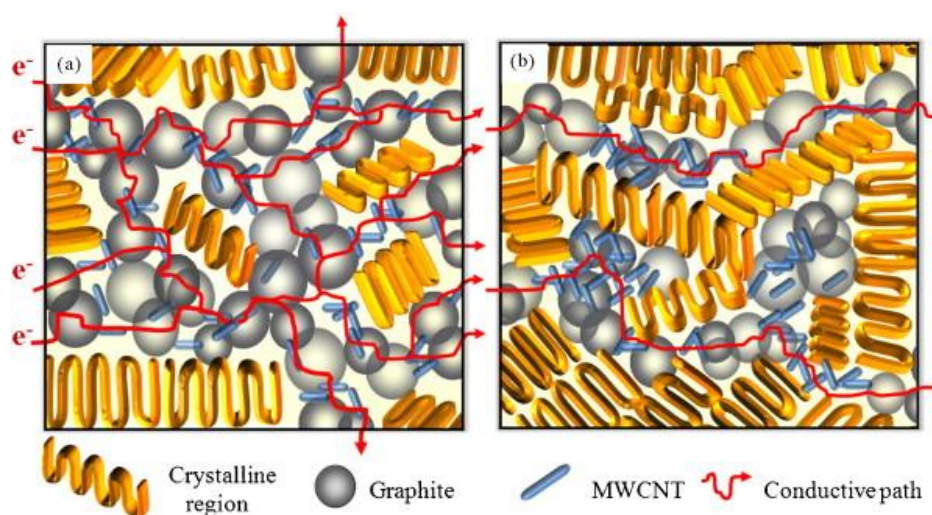 (a)
(b)
e-
e-
e-
e-
Crystalline
region
Graphite
MWCNT
Conductive path